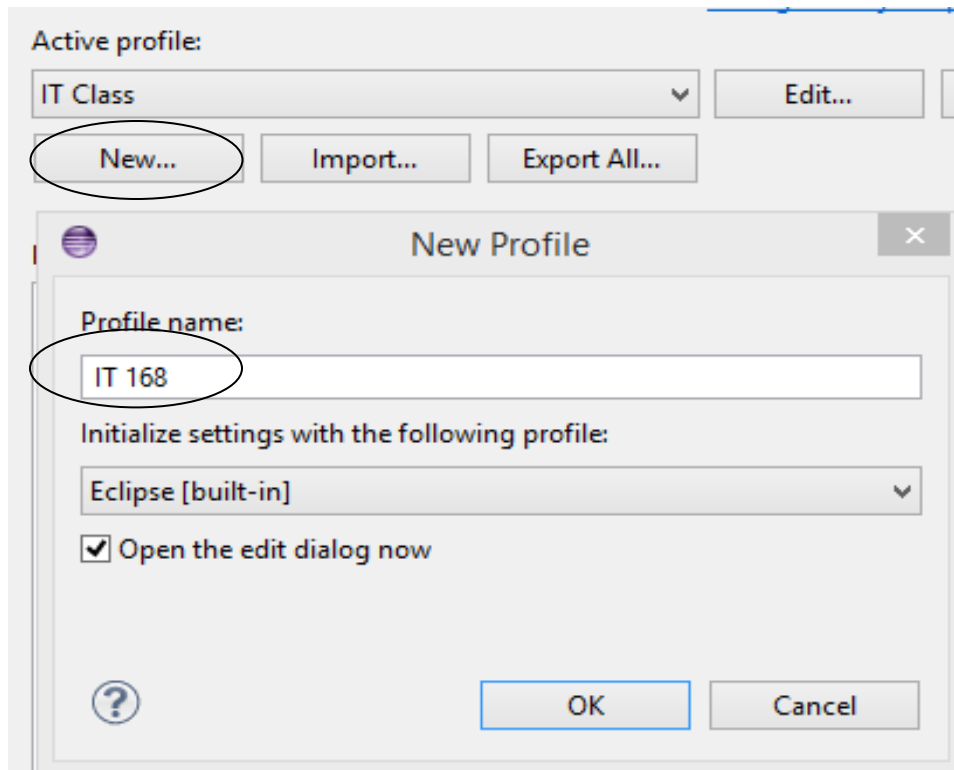 Active profile:
IT Class Edit...
New... Import... Export All...
New Profile
Profile name:
IT 168
Initialize settings with the following profile:
Eclipse [built-in]
Open the edit dialog now
OK Cancel